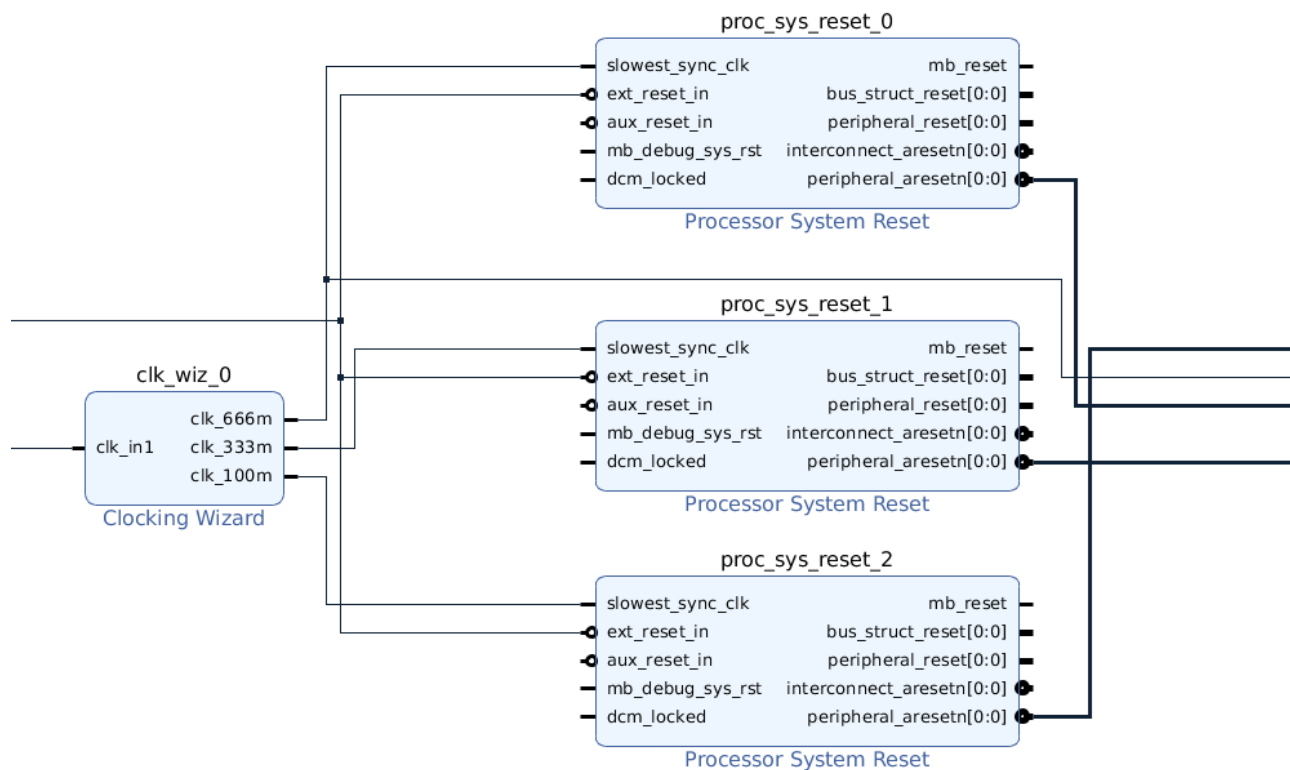 proc_sys_reset_0
slowest_sync_clk mb_reset
ext_reset_in bus_struct_reset[0:0]
aux_reset_in peripheral_reset[0:0]
mb_debug_sys_rst interconnect_aresetn[0:0]
dcm_locked peripheral_aresetn[0:0]
Processor System Reset
proc_sys_reset_1
slowest_sync_clk mb_reset
ext_reset_in bus_struct_reset[0:0]
aux_reset_in peripheral_reset[0:0]
mb_debug_sys_rst interconnect_aresetn[0:0]
dcm_locked peripheral_aresetn[0:0]
Processor System Reset
clk_wiz_0
clk_666m
clk_in1 clk_333m
clk_100m
Clocking Wizard
proc_sys_reset_2
slowest_sync_clk mb_reset
ext_reset_in bus_struct_reset[0:0]
aux_reset_in peripheral_reset[0:0]
mb_debug_sys_rst interconnect_aresetn[0:0]
dcm_locked peripheral_aresetn[0:0]
Processor System Reset